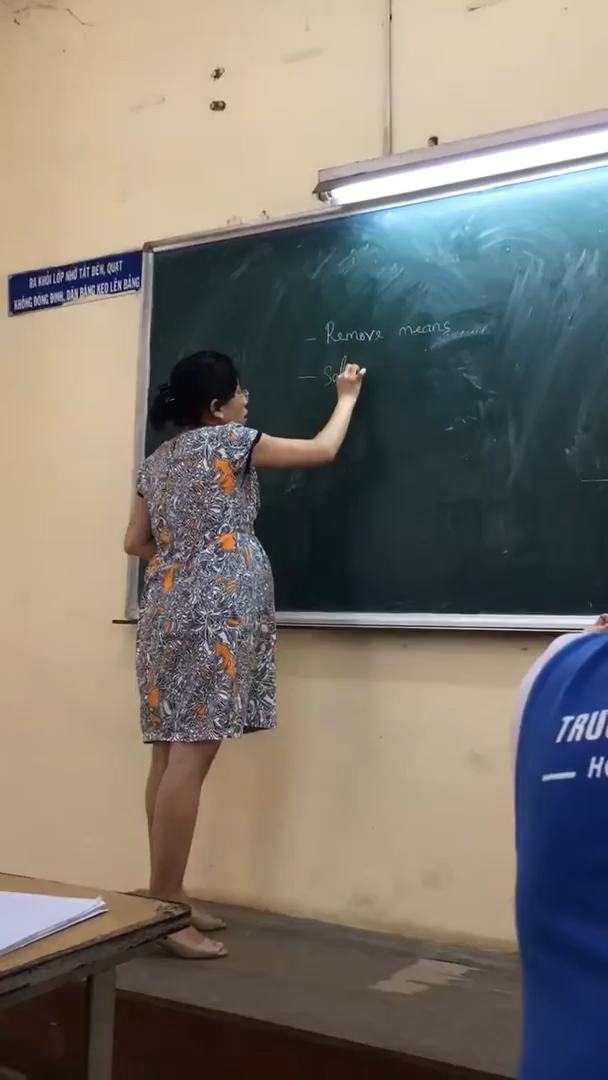 RA KHỎI LỚP NHỚ TẮT ĐÈN, QUẠT
KHÔNG ĐÓNG ĐINH, DÁN BĂNG KEO LÊN BẢNG
- Remove means
-